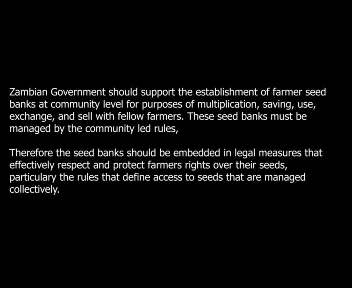 Zambian Government should support the establishment of farmer seed
banks at community level for purposes of multiplication, saving, use,
exchange, and sell with fellow farmers. These seed banks must be
managed by the community led rules,
Therefore the seed banks should be embedded in legal measures that
effectively respect and protect farmers rights over their seeds,
particulary the rules that define access to seeds that are managed
collectively.